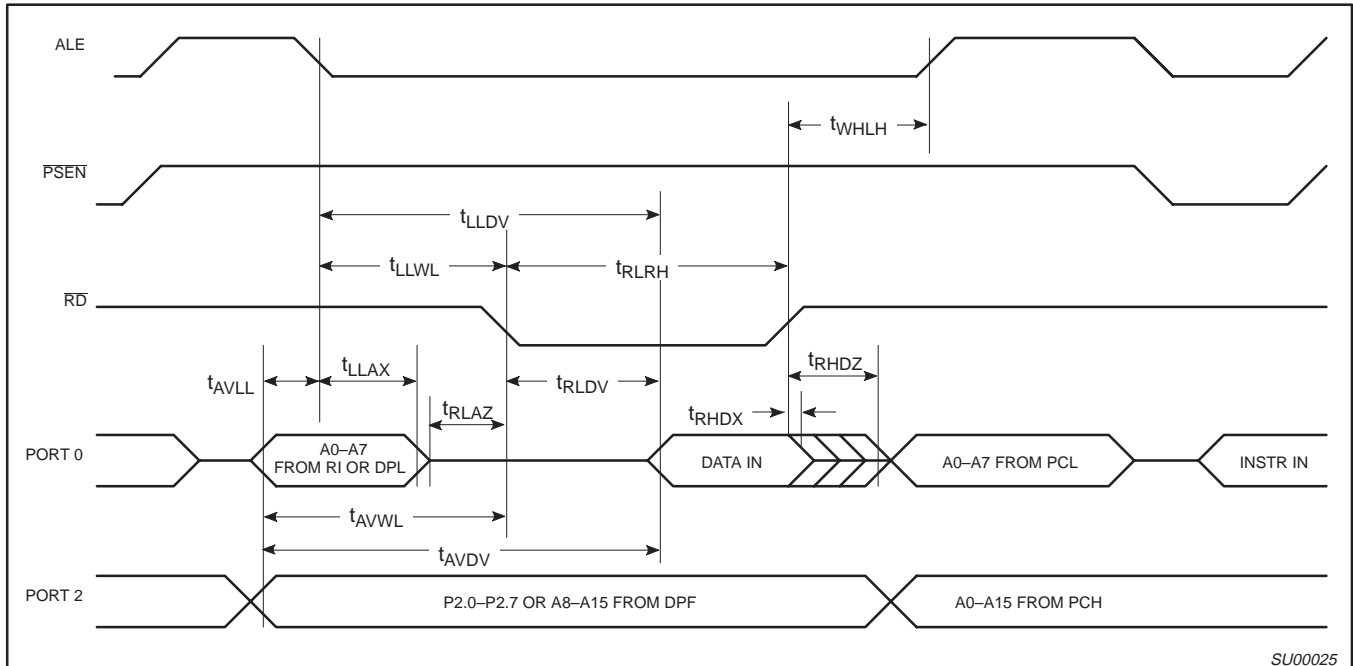 ALE
tWHLH
PSEN
tLLDV
tLLWL
tRLRH
RD
tAVLL
tLLAX
tRLAZ
tRLDV
tRHDZ
tRHDX
PORT 0
A0–A7
FROM RI OR DPL
DATA IN
A0–A7 FROM PCL
INSTR IN
tAVWL
tAVDV
PORT 2
P2.0–P2.7 OR A8–A15 FROM DPF
A0–A15 FROM PCH
SU00025